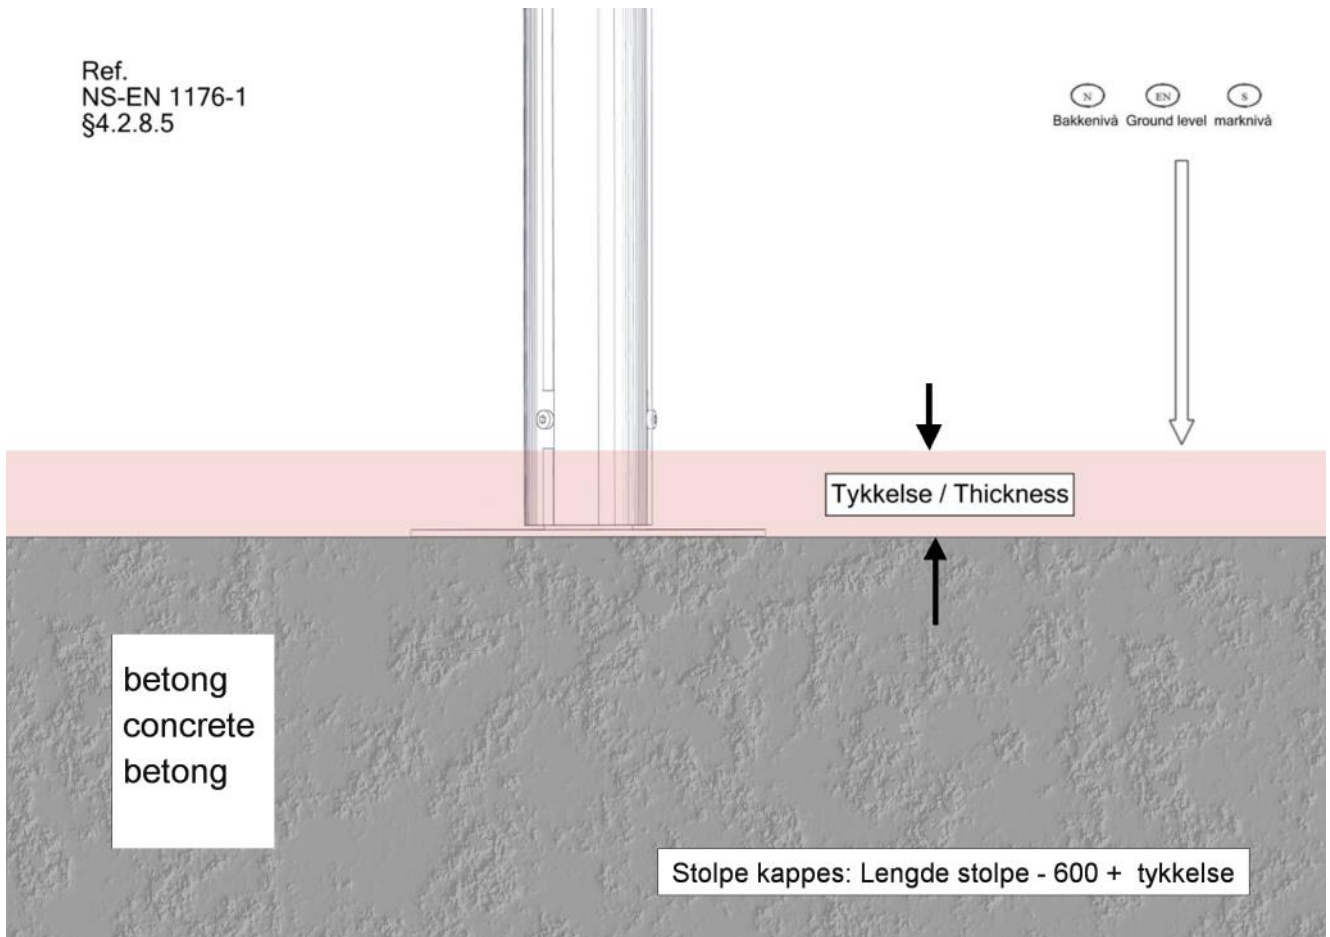 Ref.
NS-EN 1176-1
§4.2.8.5
N EN S
Bakkenivå Ground level marknivå
Tykkelse / Thickness
betong
concrete
betong
Stolpe kappes: Lengde stolpe - 600 + tykkelse